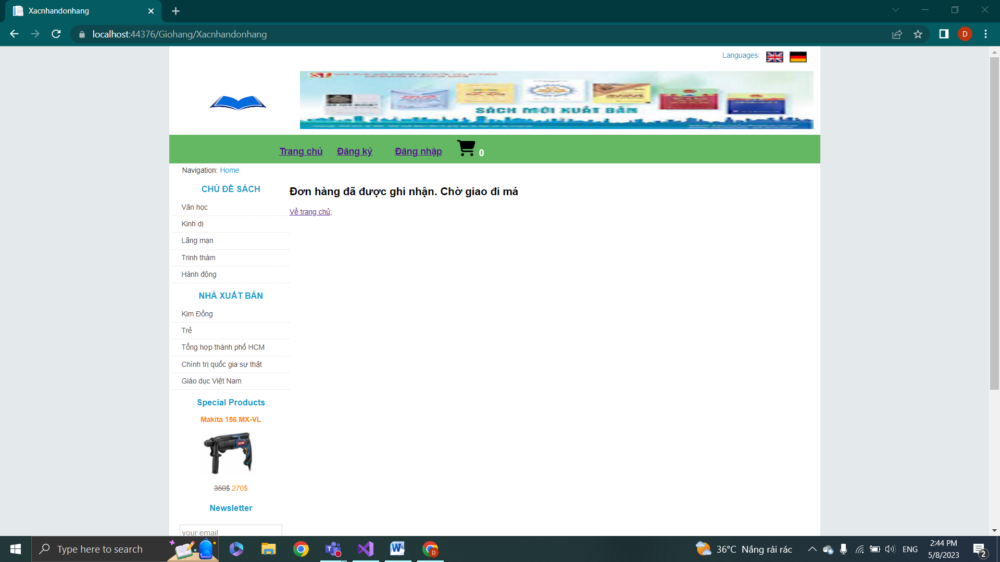 Xacnhandonhang
localhost:44376/Giohang/Xacnhandonhang
D
Languages:
SÁCH MỚI XUẤT BẢN
Trang chủ Đăng ký Đăng nhập 0
Navigation: Home
CHỦ ĐỀ SÁCH
Văn học
Kinh dị
Lãng mạn
Trinh thám
Hành động
NHÀ XUẤT BẢN
Kim Đồng
Trẻ
Tổng hợp thành phố HCM
Chính trị quốc gia sự thật
Giáo dục Việt Nam
Special Products
Makita 156 MX-VL
350$ 270$
Newsletter
your email
Đơn hàng đã được ghi nhận. Chờ giao đi má
Về trang chủ;
Type here to search
36°C Nắng rải rác
ENG
2:44 PM
5/8/2023
2